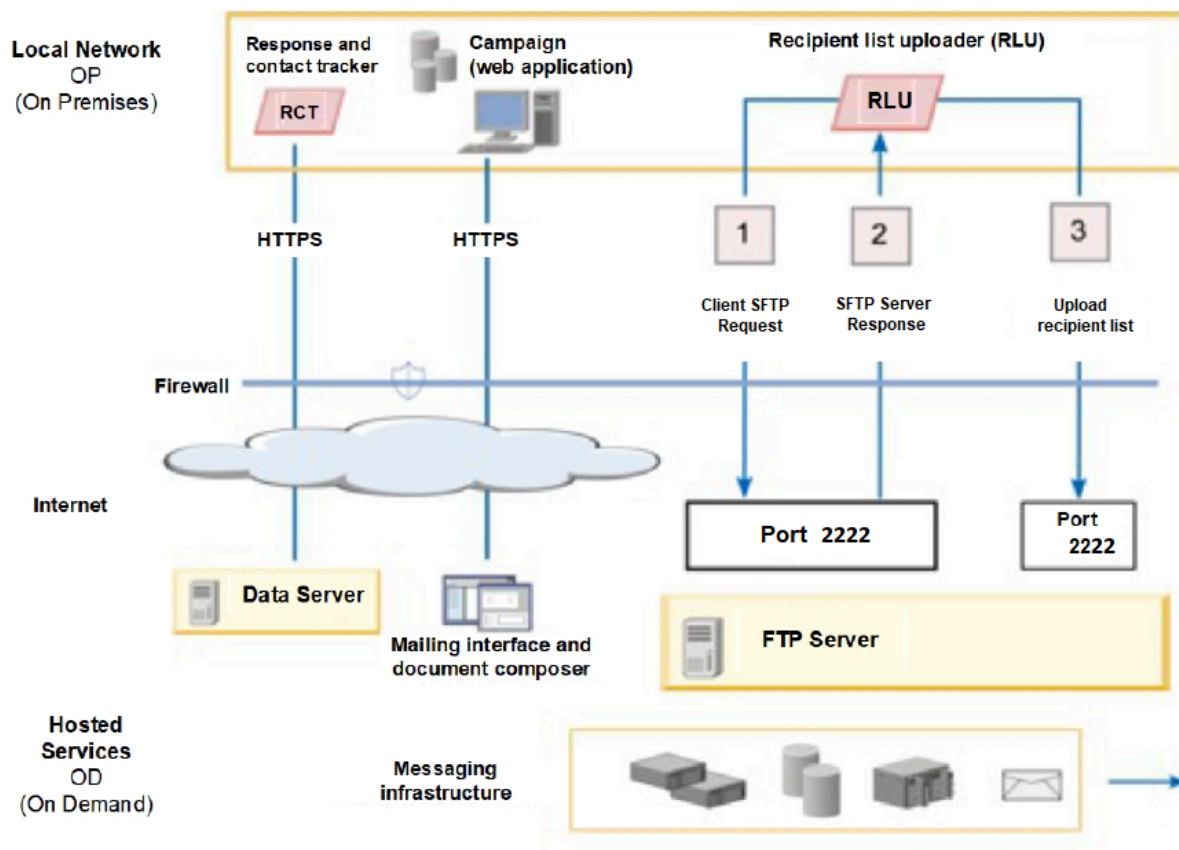 Local Network
OP
(On Premises)
Response and
contact tracker
RCT
Campaign
(web application)
Recipient list uploader (RLU)
RLU
HTTPS
HTTPS
1
2
3
Client SFTP
Request
SFTP Server
Response
Upload
recipient list
Firewall
Internet
Port 2222
Port
2222
Data Server
Mailing interface and
document composer
FTP Server
Hosted
Services
OD
(On Demand)
Messaging
infrastructure